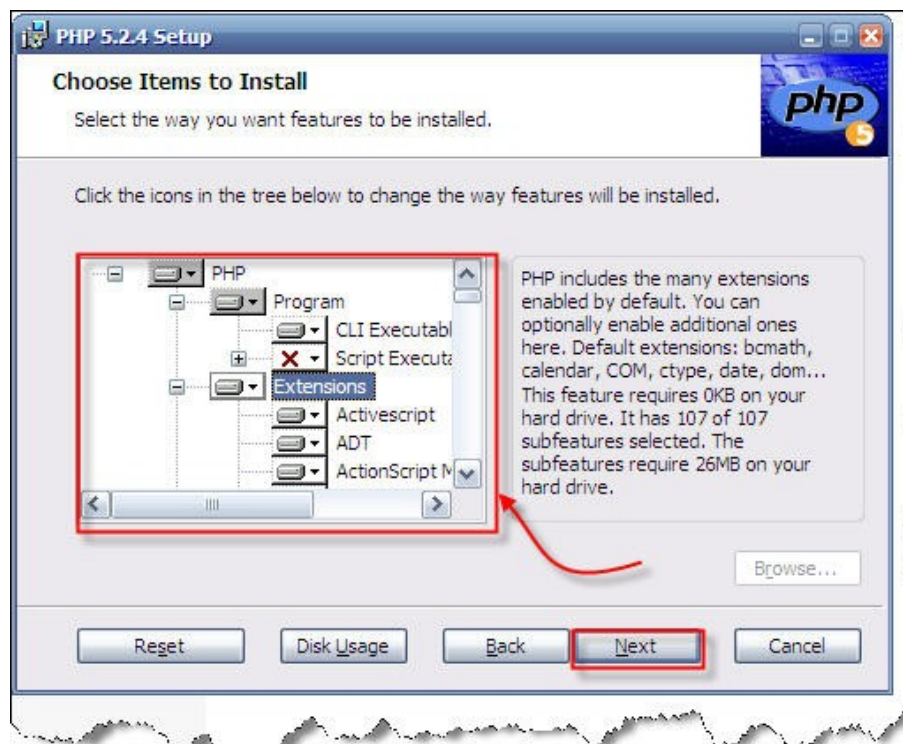 PHP 5.2.4 Setup
Choose Items to Install
Select the way you want features to be installed.
php
5
Click the icons in the tree below to change the way features will be installed.
PHP
Program
CLI Executabl
Script Executa
Extensions
Activescript
ADT
ActionScript M
PHP includes the many extensions
enabled by default. You can
optionally enable additional ones
here. Default extensions: bcmath,
calendar, COM, ctype, date, dom...
This feature requires 0KB on your
hard drive. It has 107 of 107
subfeatures selected. The
subfeatures require 26MB on your
hard drive.
Browse...
Reset
Disk Usage
Back
Next
Cancel